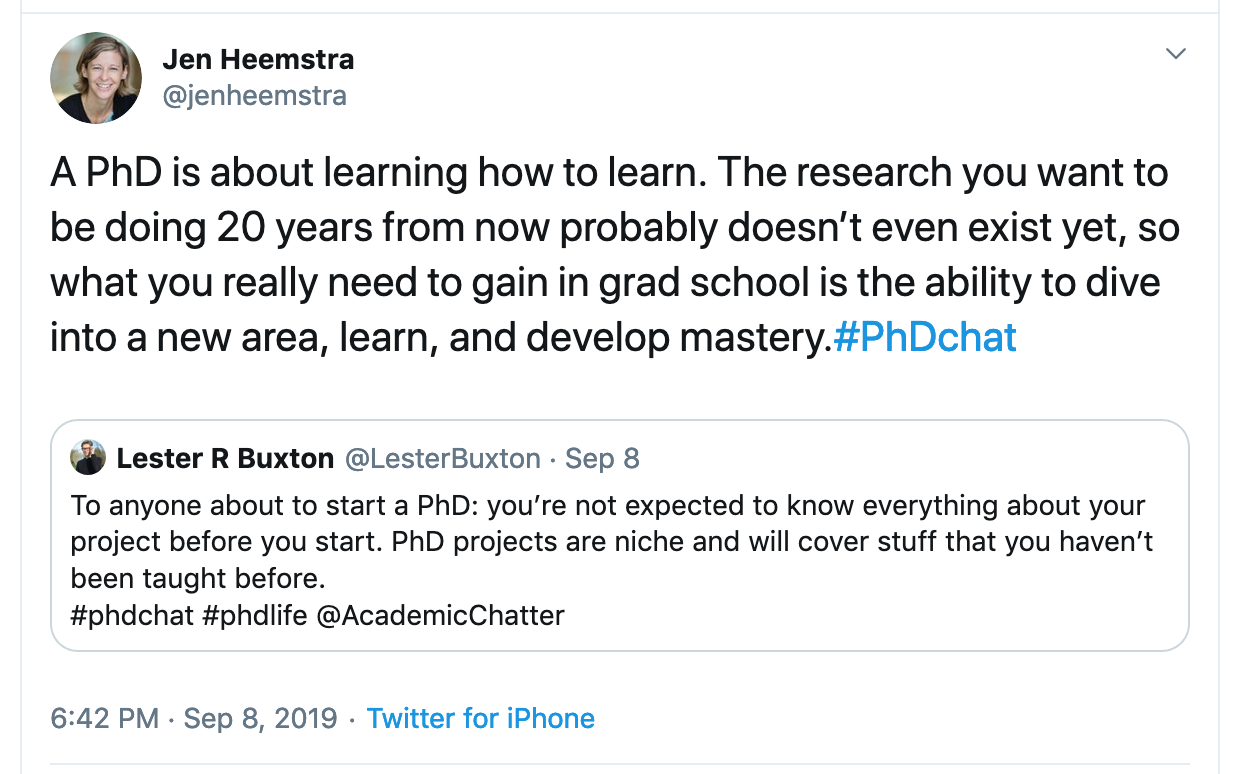 Jen Heemstra
@jenheemstra
A PhD is about learning how to learn. The research you want to
be doing 20 years from now probably doesn’t even exist yet, so
what you really need to gain in grad school is the ability to dive
into a new area, learn, and develop mastery.#PhDchat
Lester R Buxton @LesterBuxton · Sep 8
To anyone about to start a PhD: you’re not expected to know everything about your
project before you start. PhD projects are niche and will cover stuff that you haven’t
been taught before.
#phdchat #phdlife @AcademicChatter
6:42 PM · Sep 8, 2019 · Twitter for iPhone